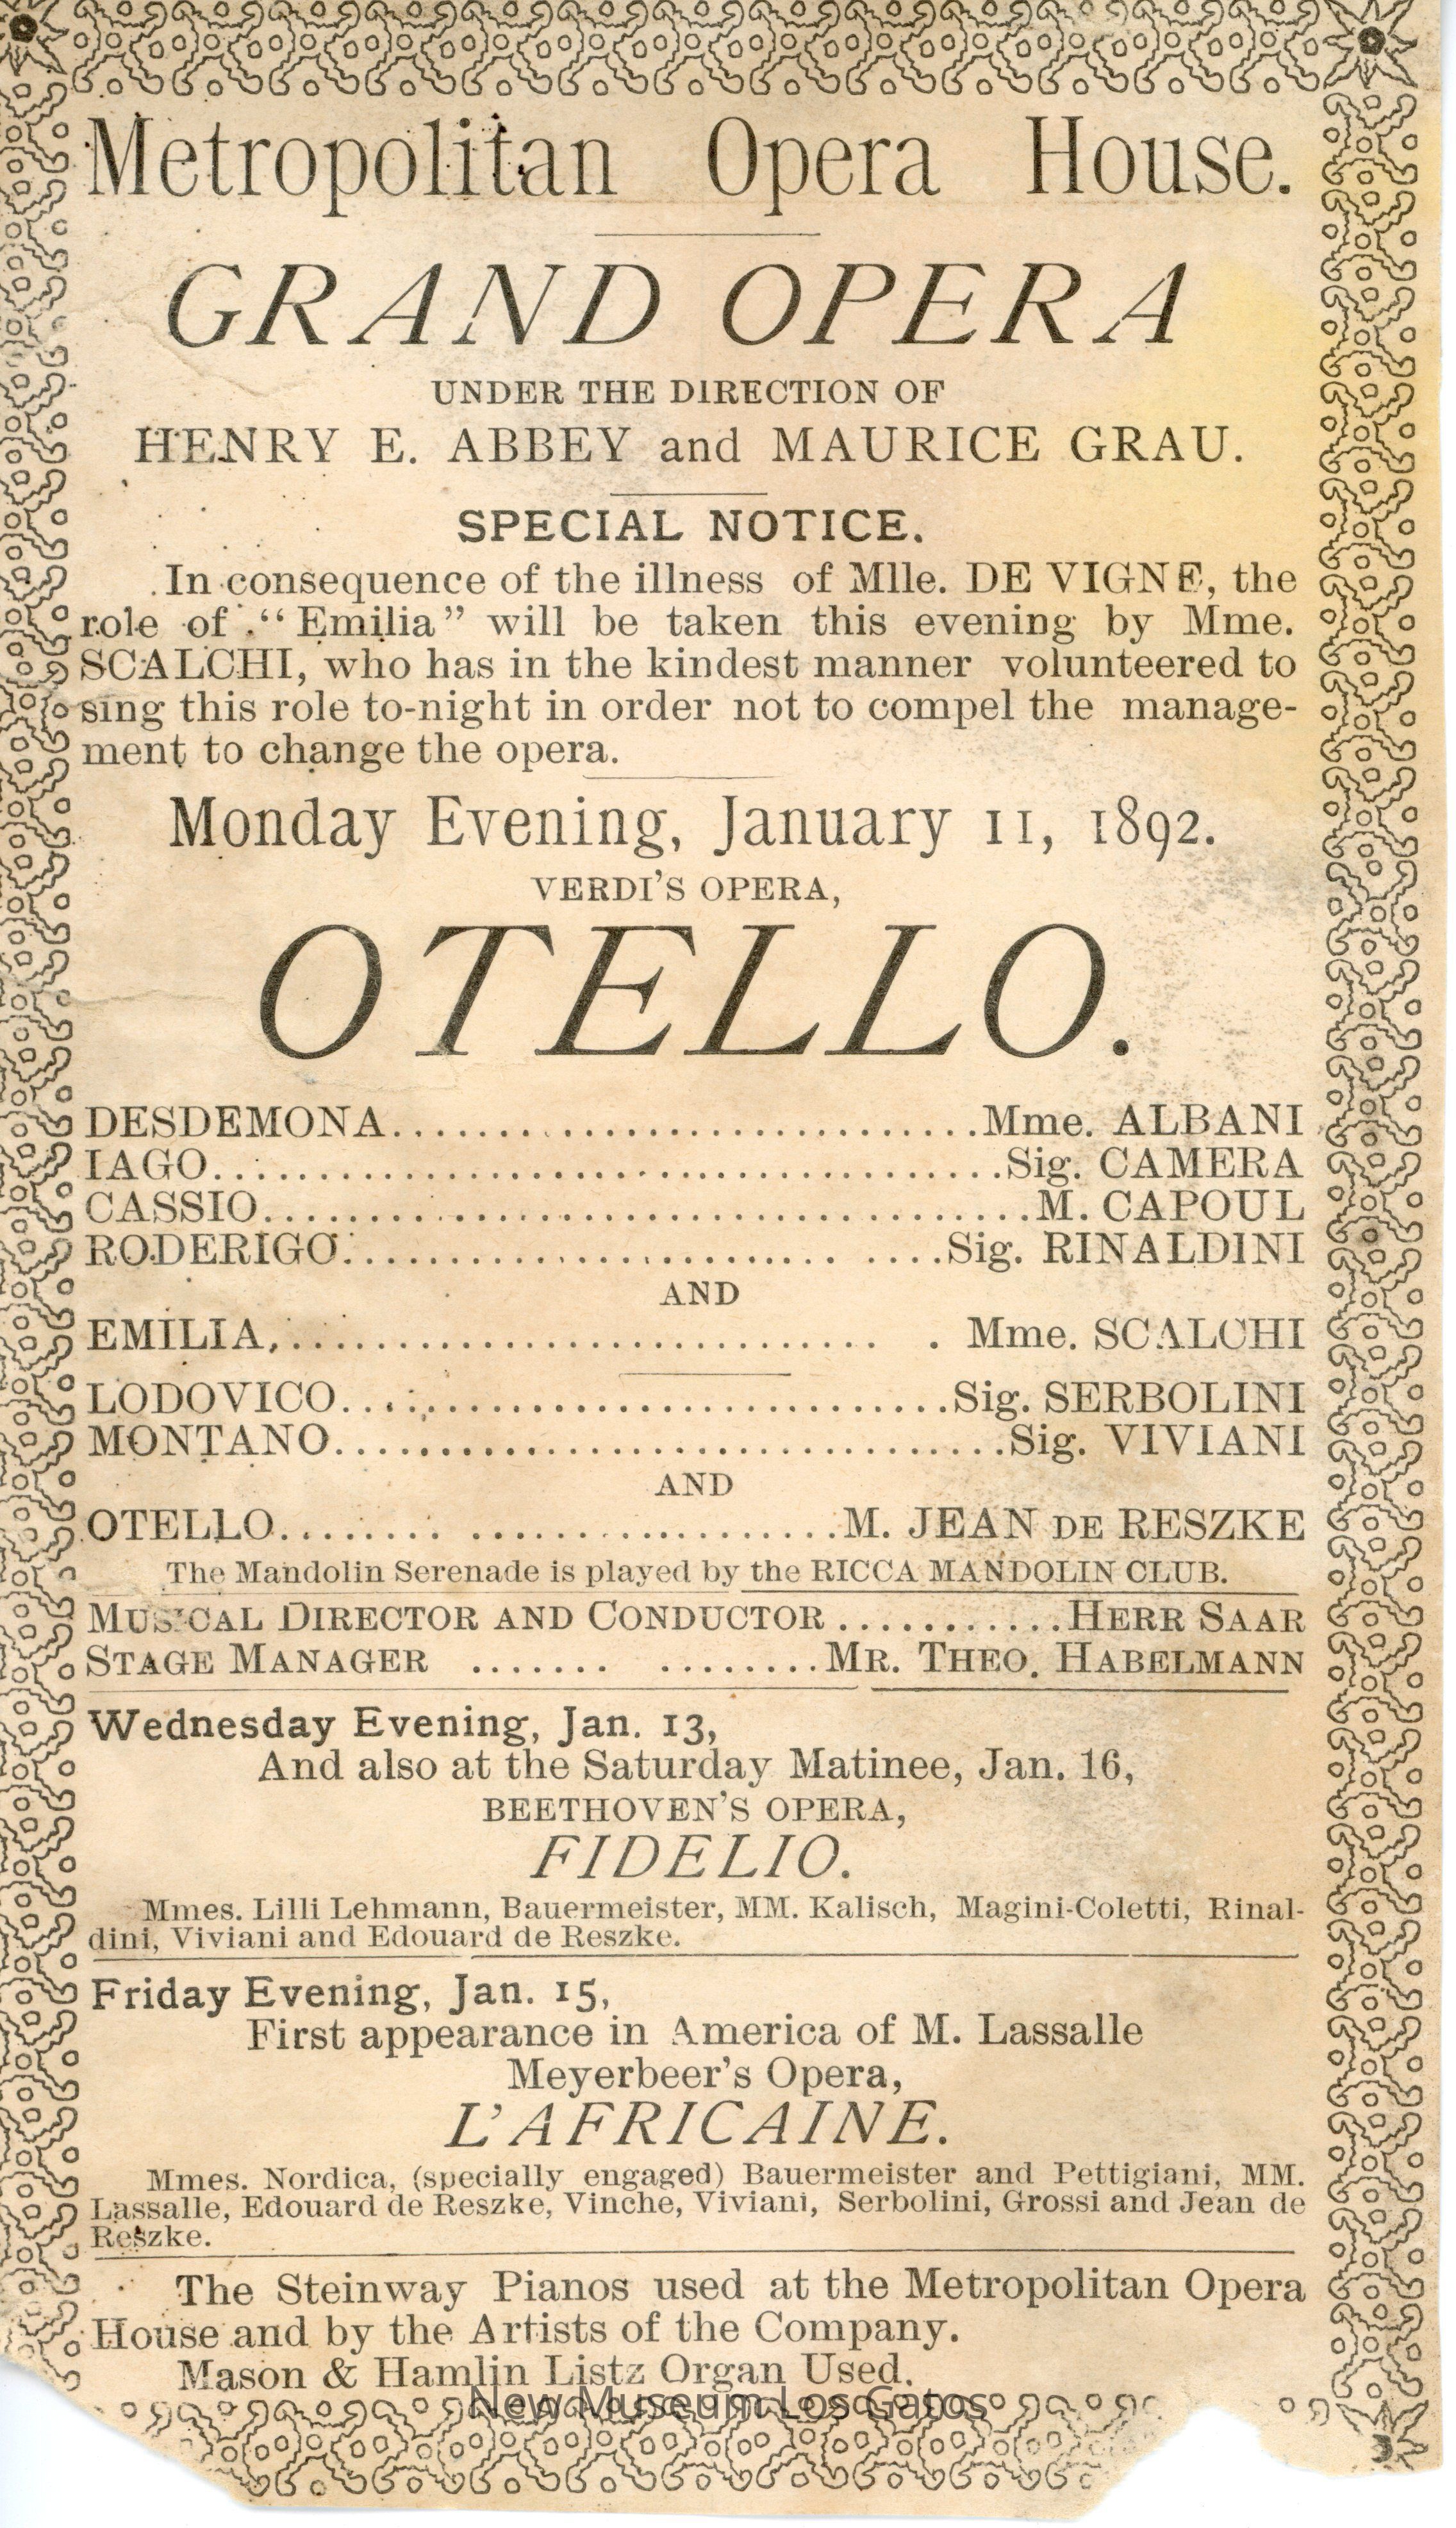 Metropolitan Opera House.
GRAND OPERA
UNDER THE DIRECTION OF
HENRY E. ABBEY and MAURICE GRAU.
SPECIAL NOTICE.
In consequence of the illness of Mlle. DE VIGNE, the
role of "Emilia" will be taken this evening by Mme.
SCALCHI, who has in the kindest manner volunteered to
sing this role to-night in order not to compel the manage-
ment to change the opera.
Monday Evening, January 11, 1892.
VERDI'S OPERA,
OTELLO.
DESDEMONA..............................Mme. ALBANI
IAGO..............................Sig. CAMERA
CASSIO..............................M. CAPOUL
RODERIGO..............................Sig. RINALDINI
AND
EMILIA,.............................. . Mme. SCALCHI
LODOVICO..............................Sig. SERBOLINI
MONTANO..............................Sig. VIVIANI
AND
OTELLO........ ....................M. JEAN DE RESZKE
The Mandolin Serenade is played by the RICCA MANDOLIN CLUB.
MUSICAL DIRECTOR AND CONDUCTOR ...........HERR SAAR
STAGE MANAGER ....... ........MR. THEO. HABELMANN
Wednesday Evening, Jan. 13,
And also at the Saturday Matinee, Jan. 16,
BEETHOVEN'S OPERA,
FIDELIO.
Mmes. Lilli Lehmann, Bauermeister, MM. Kalisch, Magini-Coletti, Rinal-
dini, Viviani and Edouard de Reszke.
Friday Evening, Jan. 15,
First appearance in America of M. Lassalle
Meyerbeer's Opera,
L'AFRICAINE.
Mmes. Nordica, (specially engaged) Bauermeister and Pettigiani, MM.
Lassalle, Edouard de Reszke, Vinche, Viviani, Serbolini, Grossi and Jean de
Reszke.
The Steinway Pianos used at the Metropolitan Opera
House and by the Artists of the Company.
Mason & Hamlin Listz Organ Used.
New Museum Los Gatos